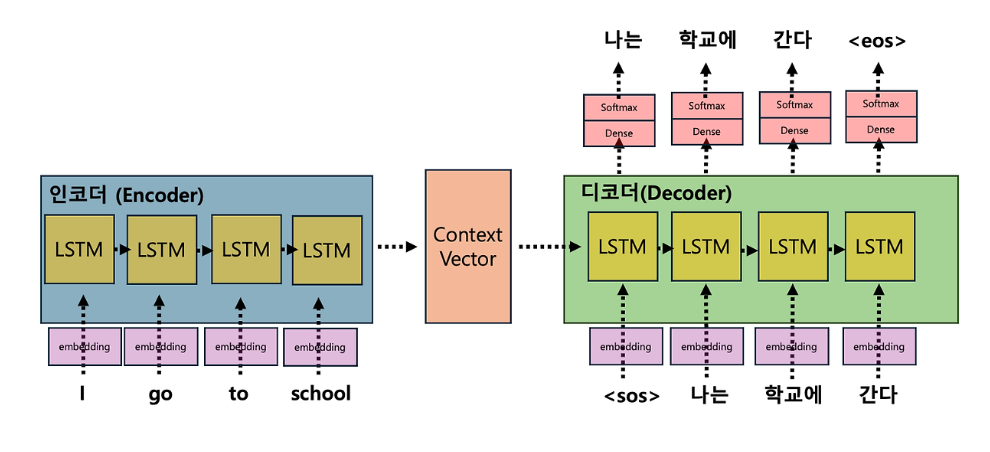 나는 학교에 간다 <eos>
Softmax Softmax Softmax Softmax
Dense Dense Dense Dense
인코더 (Encoder)
LSTM LSTM LSTM LSTM
Context
Vector
디코더(Decoder)
LSTM LSTM LSTM LSTM
embedding embedding embedding embedding
I go to school
embedding embedding embedding embedding
<sos> 나는 학교에 간다